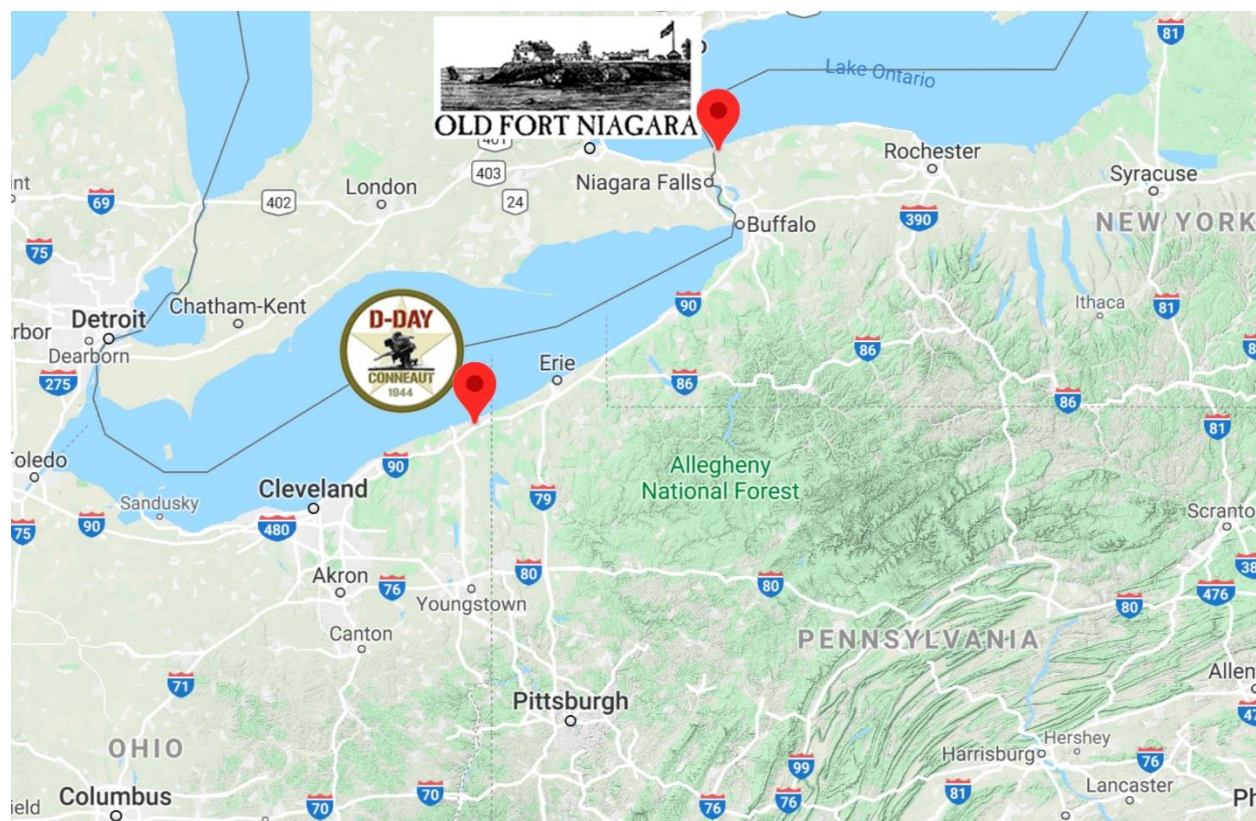 81
Lake Ontario
OLD FORT NIAGARA
401
403
Rochester
Syracuse
London
Niagara Falls
69
402
24
390
NEW YORK
75
Buffalo
Chatham-Kent
90
Ithaca
81
D-DAY
CONNEAUT
1944
Detroit
Dearborn
Erie
86
275
86
86
81
Toledo
90
Allegheny
National Forest
Sandusky
Cleveland
79
75
90
480
Scranto
80
Akron
76
80
Youngstown
476
80
Canton
PENNSYLVANIA
71
Allen
Pittsburgh
OHIO
Hershey
Harrisburg
99
76
Columbus
70
70
76
76
81
Lancaster
Ph